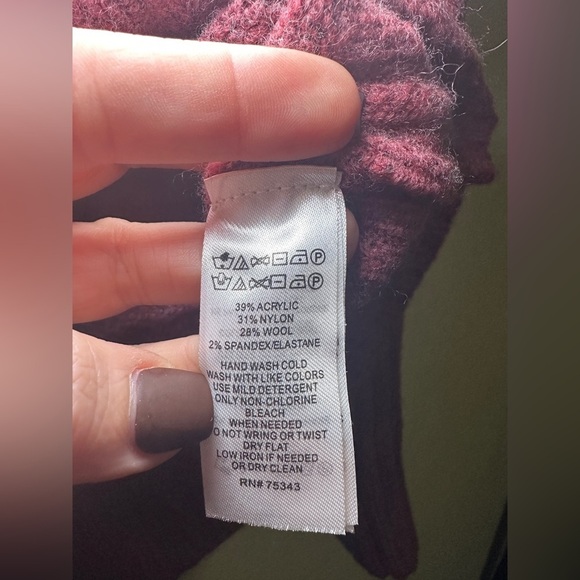 39% ACRYLIC
31% NYLON
28% WOOL
2% SPANDEX/ELASTANE
HAND WASH COLD
WASH WITH LIKE COLORS
USE MILD DETERGENT
ONLY NON-CHLORINE
BLEACH
WHEN NEEDED
DO NOT WRING OR TWIST
DRY FLAT
LOW IRON IF NEEDED
OR DRY CLEAN
RN# 75343